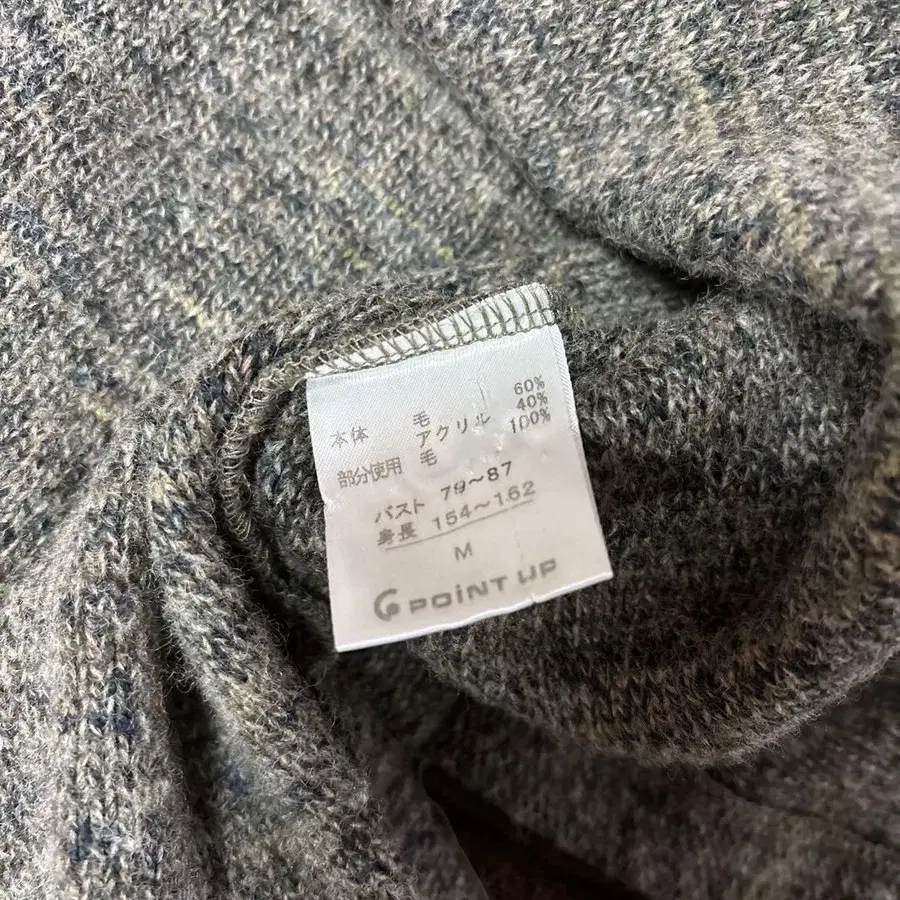 本体 毛 60%
アクリル 40%
部分使用 毛 100%
バスト 79〜87
身長 154〜162
M
POINT UP